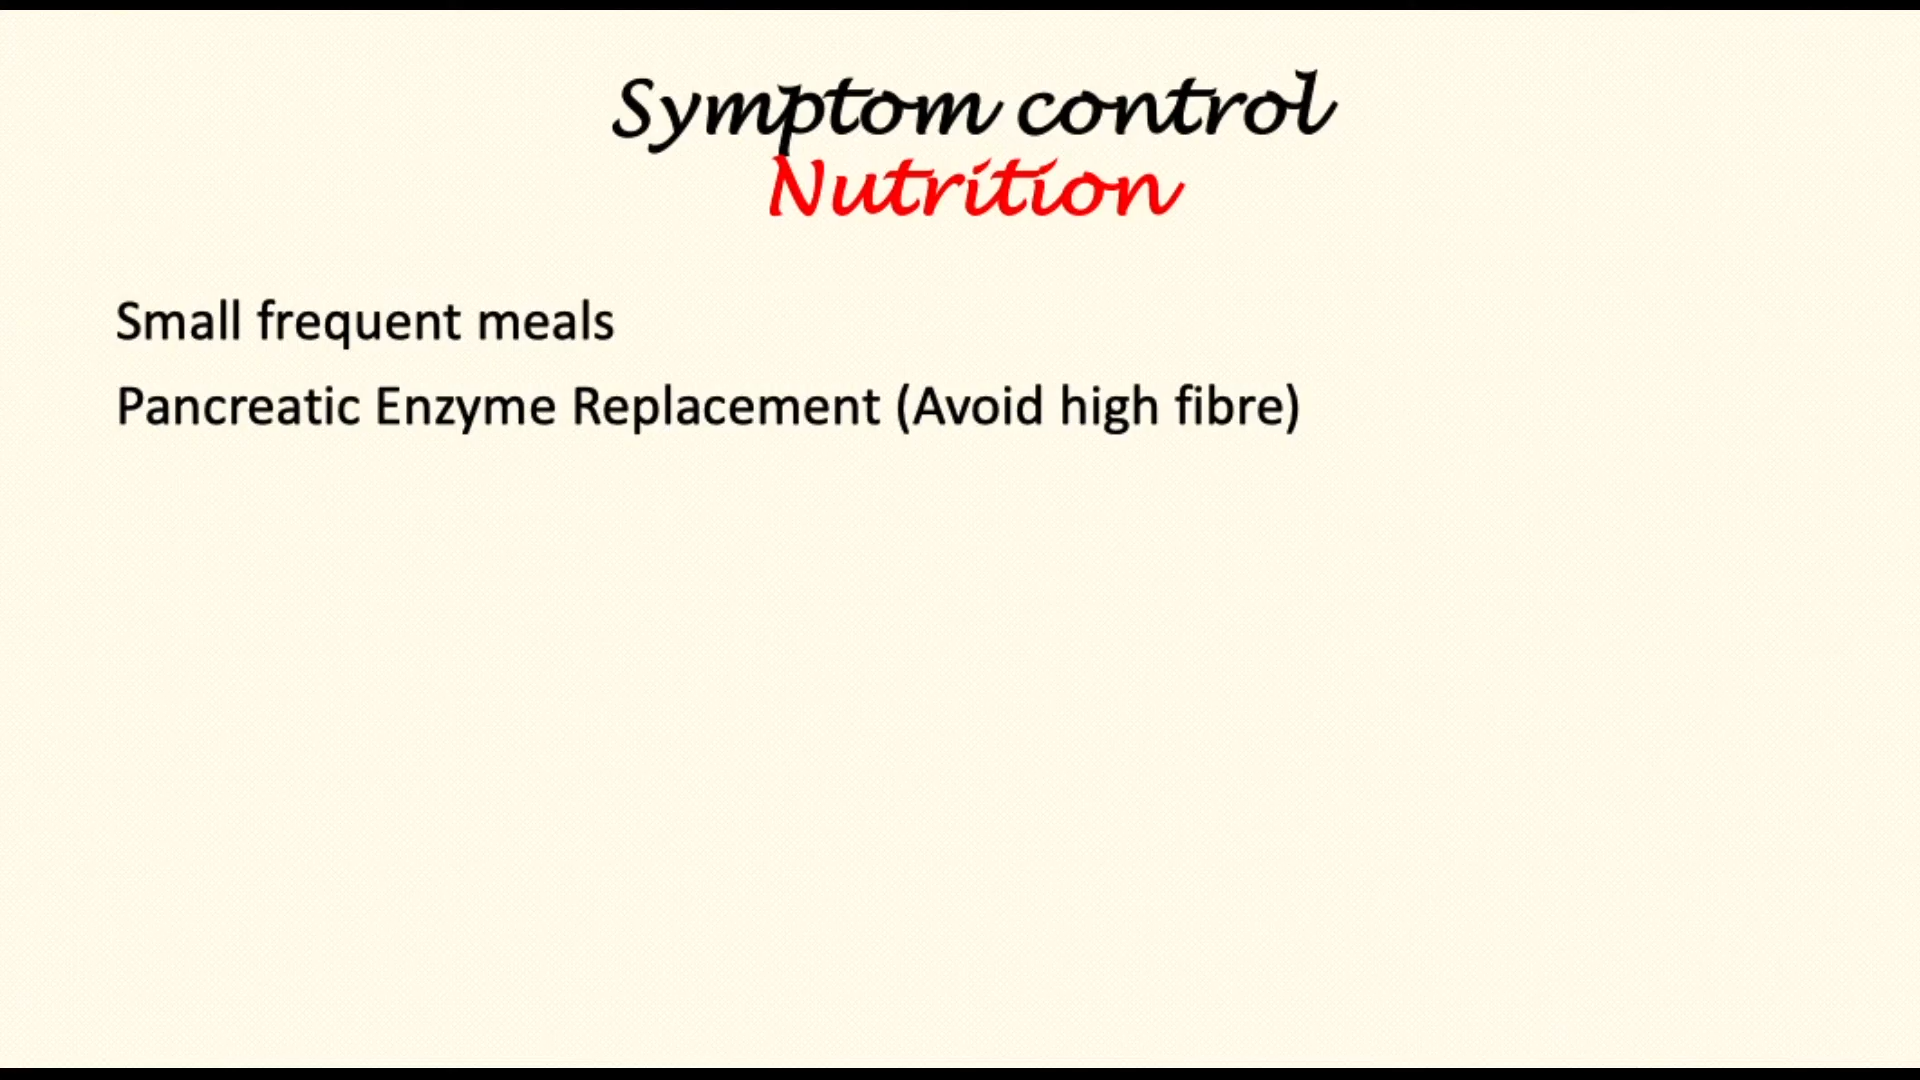 Symptom control
Nutrition
Small frequent meals
Pancreatic Enzyme Replacement (Avoid high fibre)